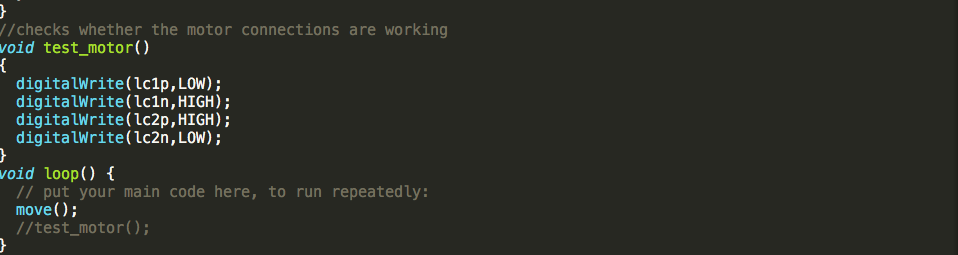 }
//checks whether the motor connections are working
void test_motor()
{
  digitalWrite(lc1p,LOW);
  digitalWrite(lc1n,HIGH);
  digitalWrite(lc2p,HIGH);
  digitalWrite(lc2n,LOW);
}
void loop() {
  // put your main code here, to run repeatedly:
  move();
  //test_motor();
}